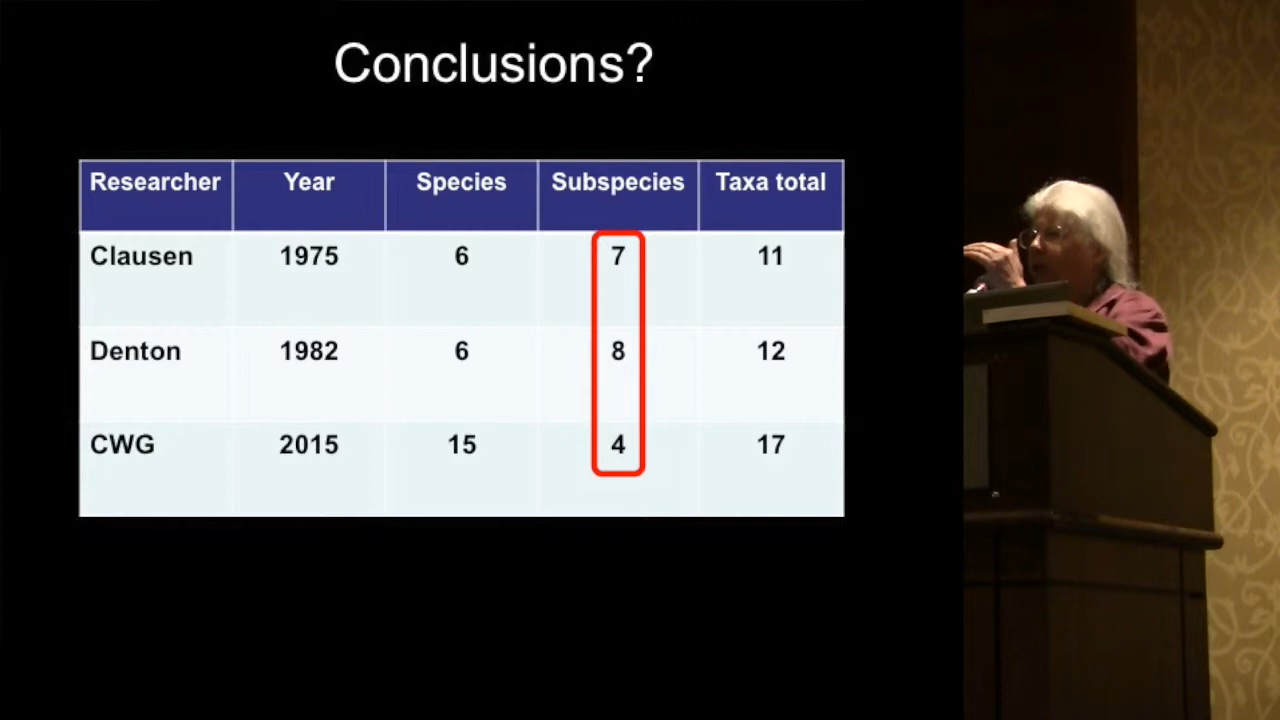 Conclusions?
Researcher Year Species Subspecies Taxa total
Clausen 1975 6 7 11
Denton 1982 6 8 12
CWG 2015 15 4 17